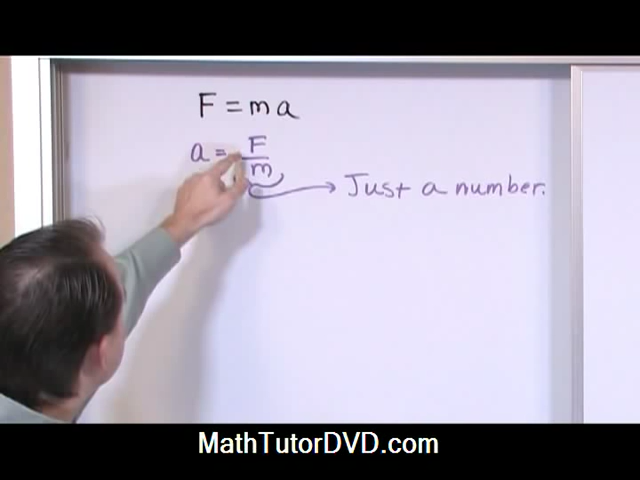 F = ma
a = F/m
Just a number.
MathTutorDVD.com